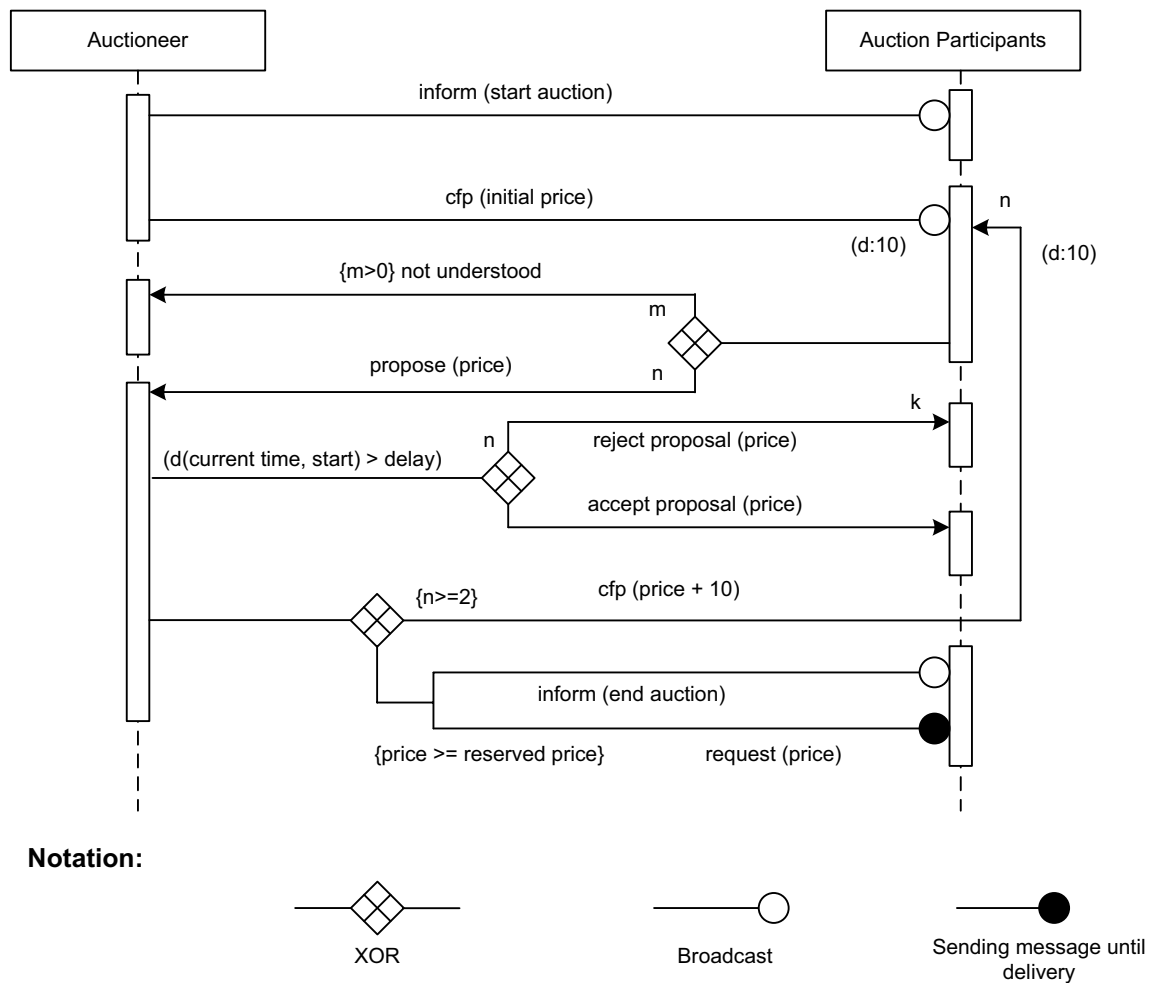 Auctioneer
Auction Participants
inform (start auction)
cfp (initial price)
n
(d:10)
(d:10)
{m>0} not understood
m
propose (price)
n
k
n
reject proposal (price)
(d(current time, start) > delay)
accept proposal (price)
{n>=2}
cfp (price + 10)
inform (end auction)
{price >= reserved price}
request (price)
Notation:
XOR
Broadcast
Sending message until
delivery